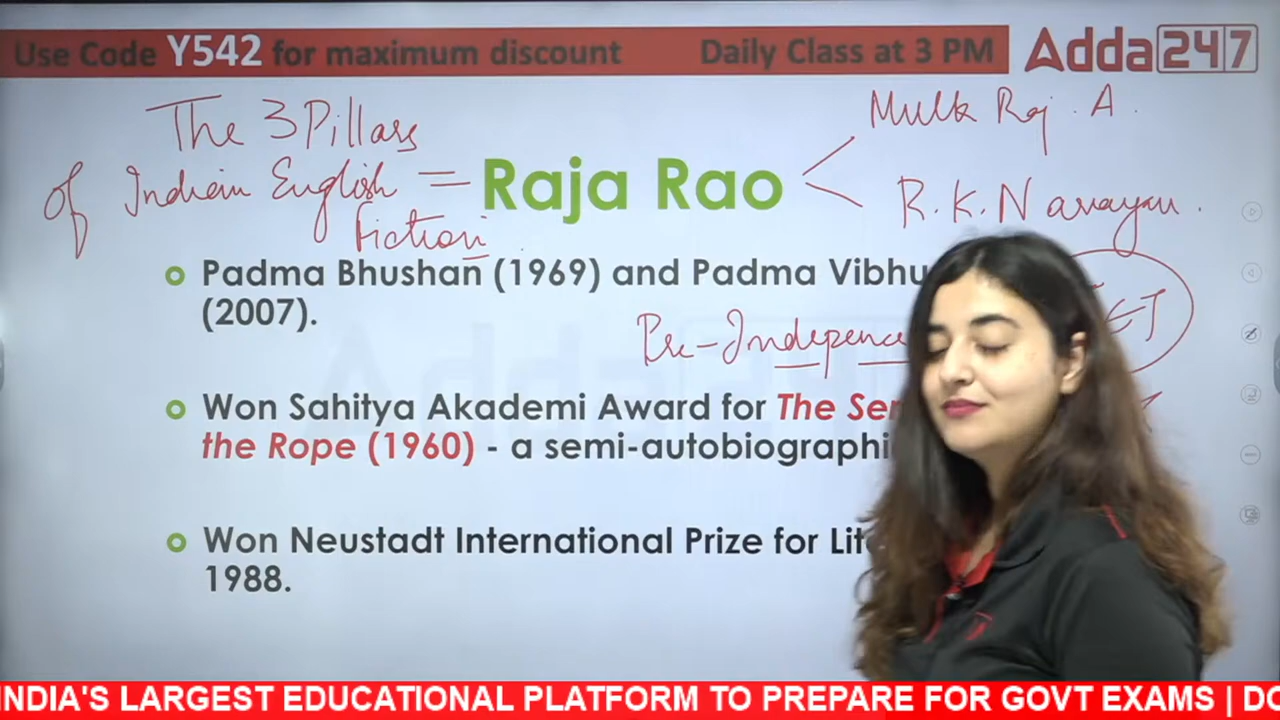 Use Code Y542 for maximum discount Daily Class at 3 PM Adda247
The 3 Pillars
of Indian English = Raja Rao
Fiction
Mulk Raj. A.
R.K. Narayan.
Padma Bhushan (1969) and Padma Vibhu
(2007).
Pre-Indepence
Won Sahitya Akademi Award for The Ser
the Rope (1960) - a semi-autobiographi
Won Neustadt International Prize for Lit
1988.
INDIA'S LARGEST EDUCATIONAL PLATFORM TO PREPARE FOR GOVT EXAMS | DO